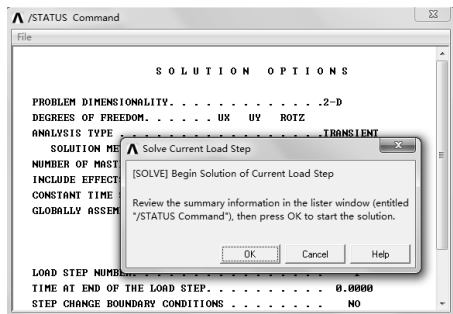 /STATUS Command
File
S O L U T I O N   O P T I O N S
PROBLEM DIMENSIONALITY. . . . . . . . . . . . .2-D
DEGREES OF FREEDOM. . . . . . UX   UY   ROTZ
ANALYSIS TYPE . . . . . . . . . . . . . . . . .TRANSIENT
SOLUTION ME
NUMBER OF MAST
INCLUDE EFFECTS
CONSTANT TIME S
GLOBALLY ASSEM
Solve Current Load Step
[SOLVE] Begin Solution of Current Load Step
Review the summary information in the lister window (entitled
"/STATUS Command"), then press OK to start the solution.
OK
Cancel
Help
LOAD STEP NUMBER. . . . . . . . . . . . . . . . 1
TIME AT END OF THE LOAD STEP. . . . . . . . . . 0.0000
STEP CHANGE BOUNDARY CONDITIONS . . . . . . . . NO